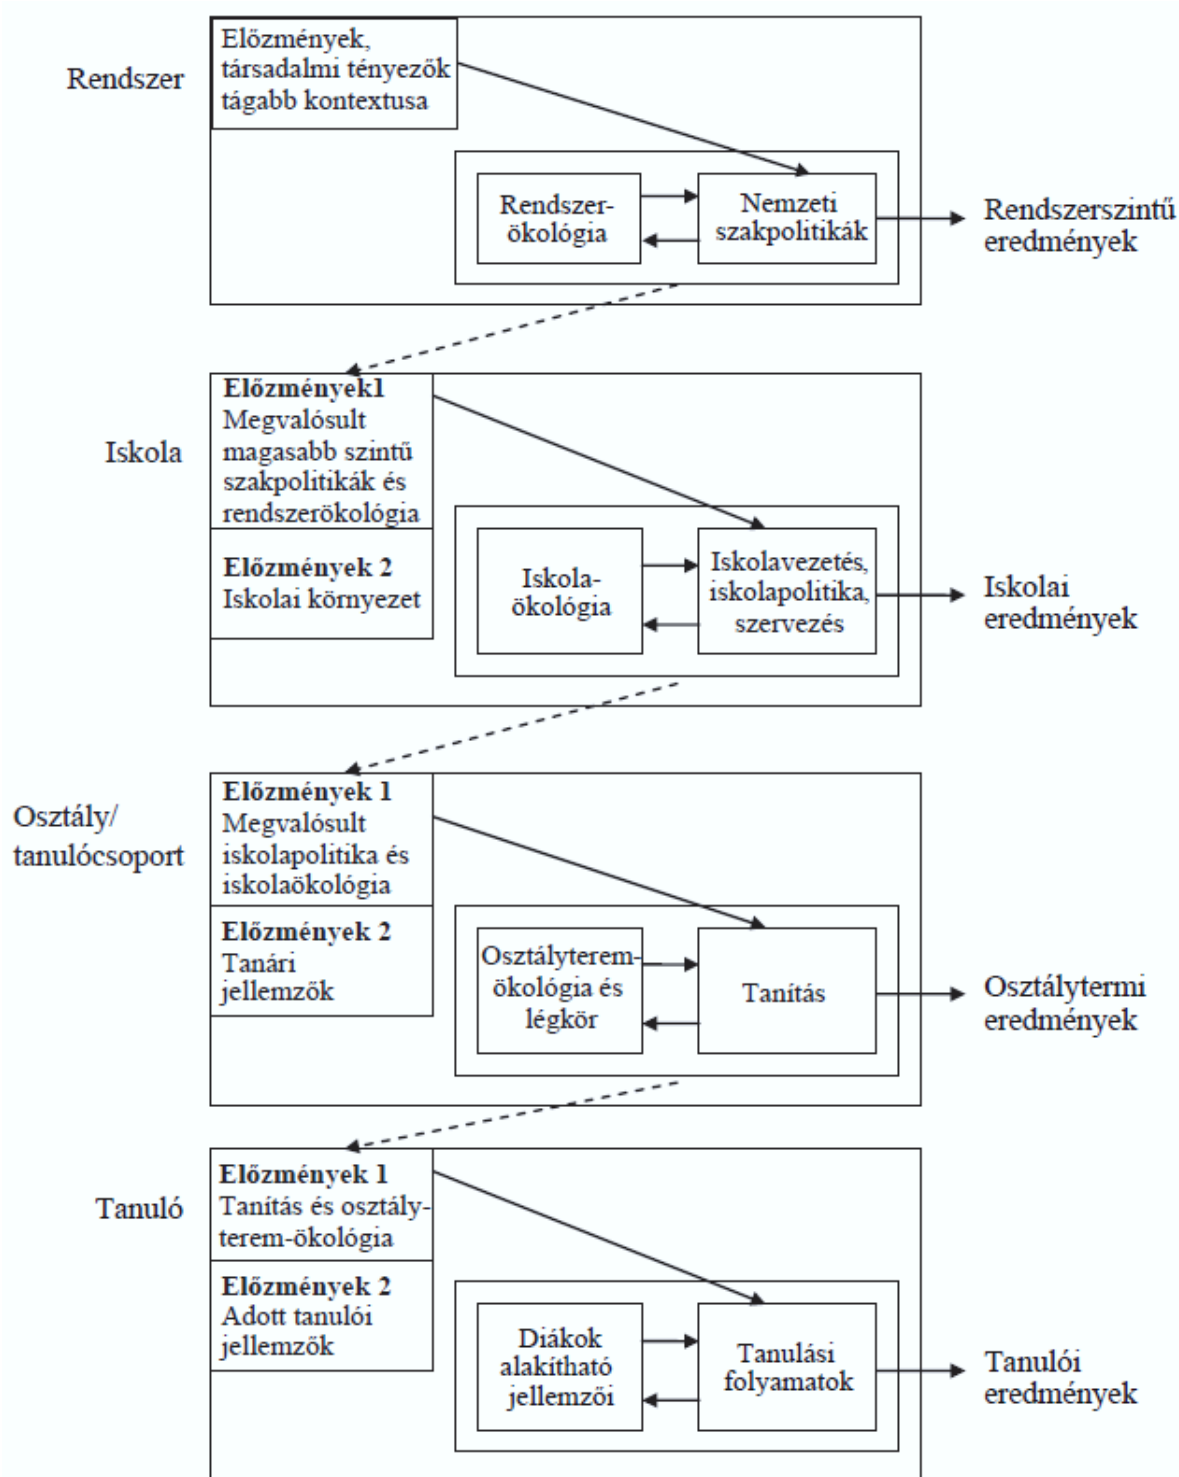 Rendszer
Előzmények,
társadalmi tényezők
tágabb kontextusa
Rendszer-
ökológia
Nemzeti
szakpolitikák
Rendszerszintű
eredmények
Iskola
Előzmények1
Megvalósult
magasabb szintű
szakpolitikák és
rendszerökológia
Előzmények 2
Iskolai környezet
Iskola-
ökológia
Iskolavezetés,
iskolapolitika,
szervezés
Iskolai
eredmények
Osztály/
tanulócsoport
Előzmények 1
Megvalósult
iskolapolitika és
iskolaökológia
Előzmények 2
Tanári
jellemzők
Osztályterem-
ökológia és
légkör
Tanítás
Osztálytermi
eredmények
Tanuló
Előzmények 1
Tanítás és osztály-
terem-ökológia
Előzmények 2
Adott tanulói
jellemzők
Diákok
alakítható
jellemzői
Tanulási
folyamatok
Tanulói
eredmények